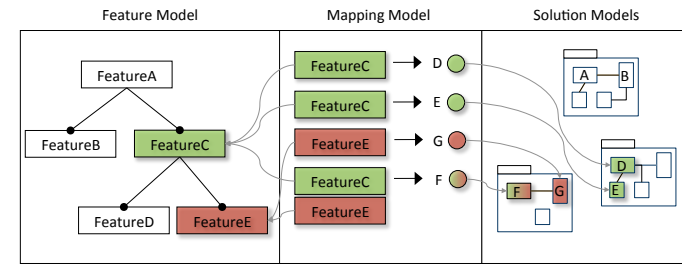 Feature Model
Mapping Model
Solution Models
FeatureA
FeatureB
FeatureC
FeatureD
FeatureE
FeatureC
D
FeatureC
E
FeatureE
G
FeatureC
F
FeatureE
A
B
D
E
F
G